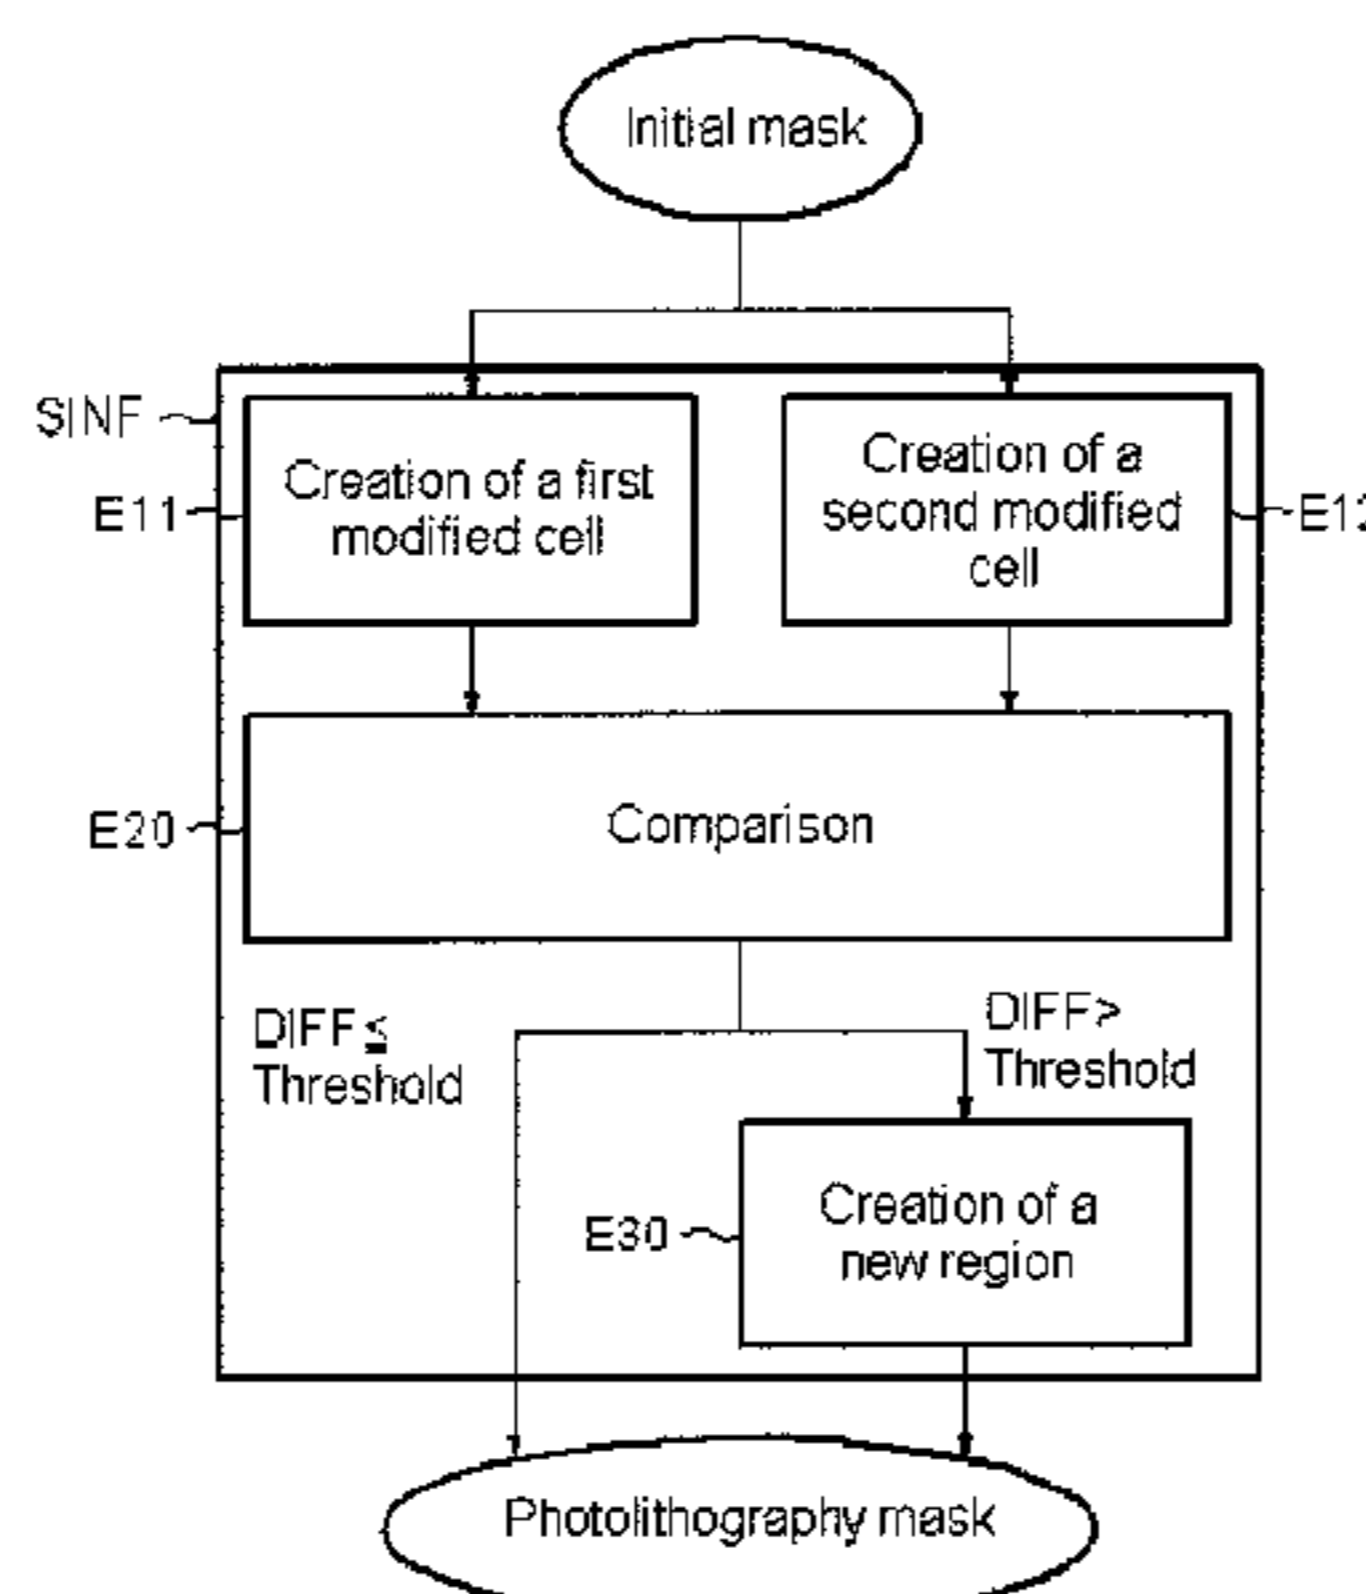 Initial mask
SINF
E11
Creation of a first
modified cell
Creation of a
second modified
cell
E12
E20
Comparison
DIFF≤
Threshold
DIFF>
Threshold
E30
Creation of a
new region
Photolithography mask